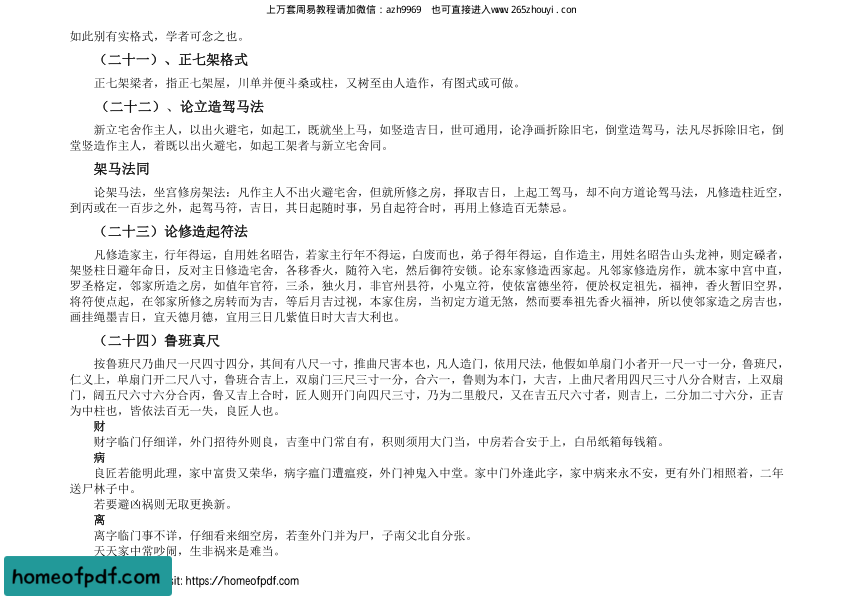 上万套周易教程请加微信：azh9969 也可直接进入www.265zhouyi.com
如此别有实格式，学者可念之也。
（二十一）、正七架格式
正七架梁者，指正七架屋，川单并便斗桑或柱，又树至由人造作，有图式或可做。
（二十二）、论立造驾马法
新立宅舍作主人，以出火避宅，如起工，既就坐上马，如竖造吉日，世可通用，论净画折除旧宅，倒堂造驾马，法凡尽拆除旧宅，倒
堂竖造作主人，着既以出火避宅，如起工架者与新立宅舍同。
架马法同
论架马法，坐宫修房架法；凡作主人不出火避宅舍，但就所修之房，择取吉日，上起工驾马，却不向方道论驾马法，凡修造柱近空，
到丙或在一百步之外，起驾马符，吉日，其日起随时事，另自起符合时，再用上修造百无禁忌。
（二十三）论修造起符法
凡修造家主，行年得运，自用姓名昭告，若家主行年不得运，白废而也，弟子得年得运，自作造主，用姓名昭告山头龙神，则定磉者，
架竖柱日避年命日，反对主日修造宅舍，各移香火，随符入宅，然后御符安锁。论东家修造西家起。凡邻家修造房作，就本家中宫中直，
罗圣格定，邻家所造之房，如值年官符，三杀，独火月，非官州县符，小鬼立符，使依富德坐符，便於权定祖先，福神，香火暂旧空界，
将符使点起，在邻家所修之房转而为吉，等后月吉过视，本家住房，当初定方道无煞，然而要奉祖先香火福神，所以使邻家造之房吉也，
画挂绳墨吉日，宜天德月德，宜用三日几紫值日时大吉大利也。
（二十四）鲁班真尺
按鲁班尺乃曲尺一尺四寸四分，其间有八尺一寸，推曲尺害本也，凡人造门，依用尺法，他假如单扇门小者开一尺一寸一分，鲁班尺，
仁义上，单扇门开二尺八寸，鲁班合吉上，双扇门三尺三寸一分，合六一，鲁则为本门，大吉，上曲尺者用四尺三寸八分合财吉，上双扇
门，阔五尺六寸六分合丙，鲁又吉上合时，匠人则开门向四尺三寸，乃为二里般尺，又在吉五尺六寸者，则吉上，二分加二寸六分，正吉
为中柱也，皆依法百无一失，良匠人也。
财
财字临门仔细详，外门招待外则良，吉奎中门常自有，积则须用大门当，中房若合安于上，白吊纸箱每钱箱。
病
良匠若能明此理，家中富贵又荣华，病字瘟门遭瘟疫，外门神鬼入中堂。家中门外逢此字，家中病来永不安，更有外门相照着，二年
送尸林子中。
若要避凶祸则无取更换新。
离
离字临门事不详，仔细看来细空房，若奎外门并为尸，子南父北自分张。
天天家中常吵闹，生非祸来是难当。
homeofpdf.com
sit: https://homeofpdf.com